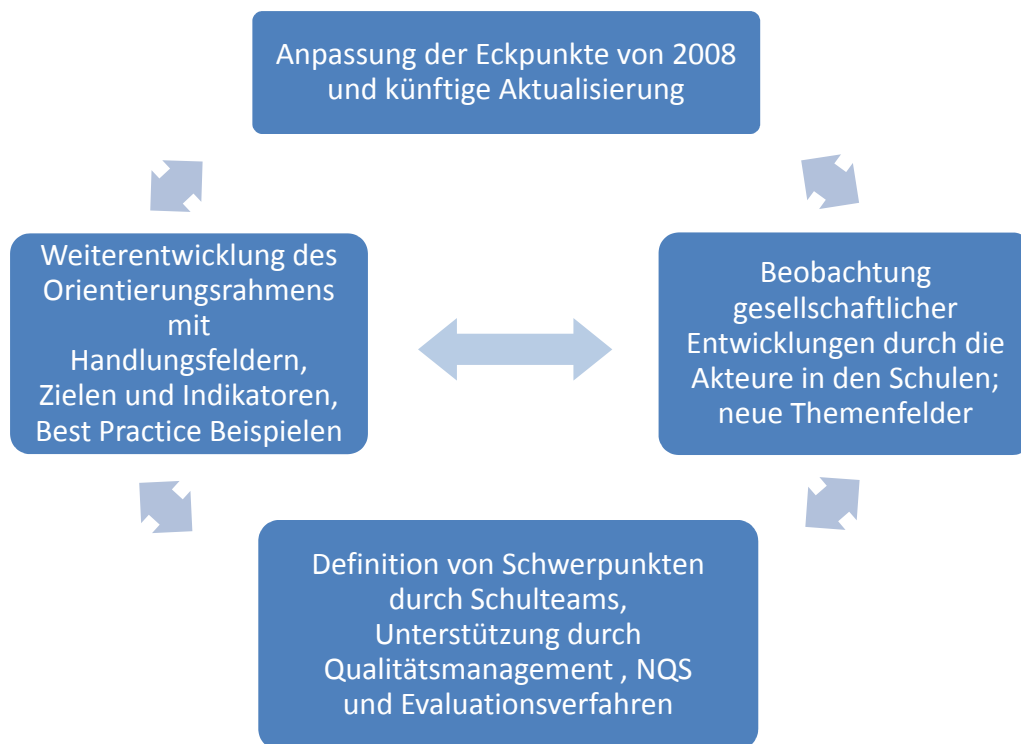 Anpassung der Eckpunkte von 2008
und künftige Aktualisierung
Weiterentwicklung des
Orientierungsrahmens
mit
Handlungsfeldern,
Zielen und Indikatoren,
Best Practice Beispielen
Beobachtung
gesellschaftlicher
Entwicklungen durch die
Akteure in den Schulen;
neue Themenfelder
Definition von Schwerpunkten
durch Schulteams,
Unterstützung durch
Qualitätsmanagement , NQS
und Evaluationsverfahren